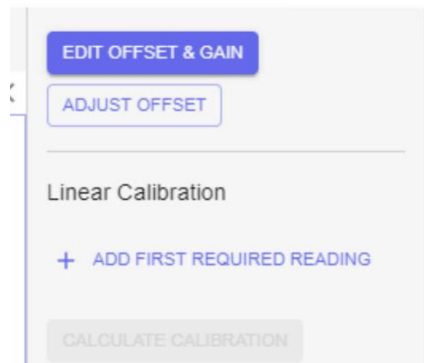 EDIT OFFSET & GAIN
ADJUST OFFSET
Linear Calibration
+ ADD FIRST REQUIRED READING
CALCULATE CALIBRATION